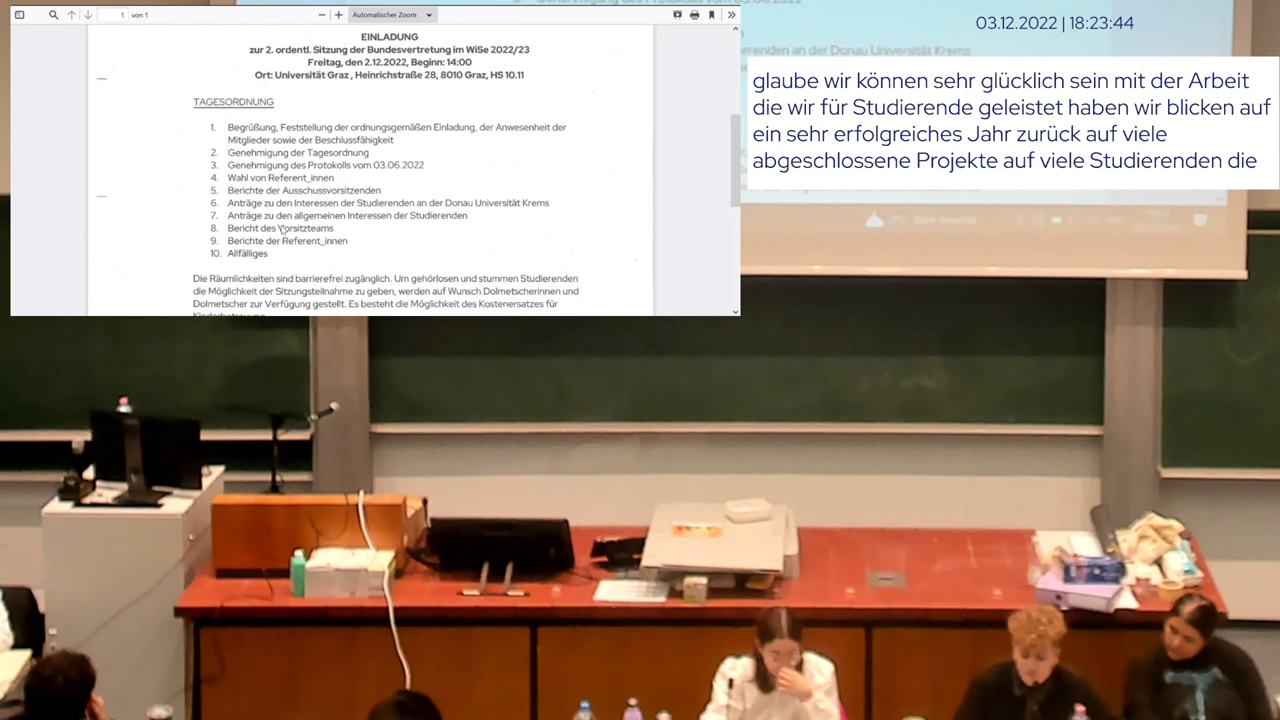 1 von 1
Automatischer Zoom
EINLADUNG
zur 2. ordentl. Sitzung der Bundesvertretung im WiSe 2022/23
Freitag, den 2.12.2022, Beginn: 14:00
Ort: Universität Graz , Heinrichstraße 28, 8010 Graz, HS 10.11
TAGESORDNUNG
1. Begrüßung, Feststellung der ordnungsgemäßen Einladung, der Anwesenheit der
Mitglieder sowie der Beschlussfähigkeit
2. Genehmigung der Tagesordnung
3. Genehmigung des Protokolls vom 03.06.2022
4. Wahl von Referent_innen
5. Berichte der Ausschussvorsitzenden
6. Anträge zu den Interessen der Studierenden an der Donau Universität Krems
7. Anträge zu den allgemeinen Interessen der Studierenden
8. Bericht des Vorsitzteams
9. Berichte der Referent_innen
10. Allfälliges
Die Räumlichkeiten sind barrierefrei zugänglich. Um gehörlosen und stummen Studierenden
die Möglichkeit der Sitzungsteilnahme zu geben, werden auf Wunsch Dolmetscherinnen und
Dolmetscher zur Verfügung gestellt. Es besteht die Möglichkeit des Kostenersatzes für
03.12.2022 | 18:23:44
erenden an der Donau Universität Krems
glaube wir können sehr glücklich sein mit der Arbeit
die wir für Studierende geleistet haben wir blicken auf
ein sehr erfolgreiches Jahr zurück auf viele
abgeschlossene Projekte auf viele Studierenden die